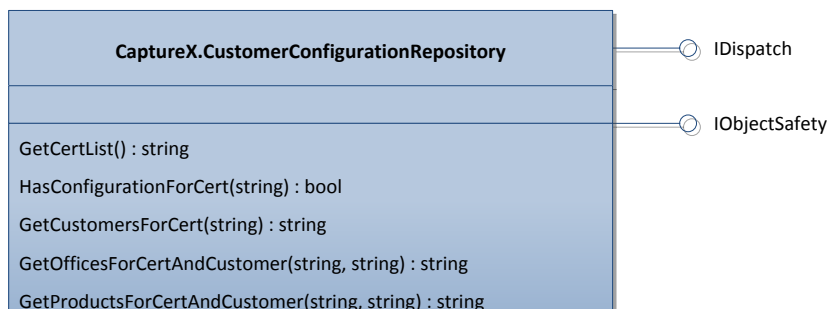 CaptureX.CustomerConfigurationRepository
IDispatch
IObjectSafety
GetCertList() : string
HasConfigurationForCert(string) : bool
GetCustomersForCert(string) : string
GetOfficesForCertAndCustomer(string, string) : string
GetProductsForCertAndCustomer(string, string) : string